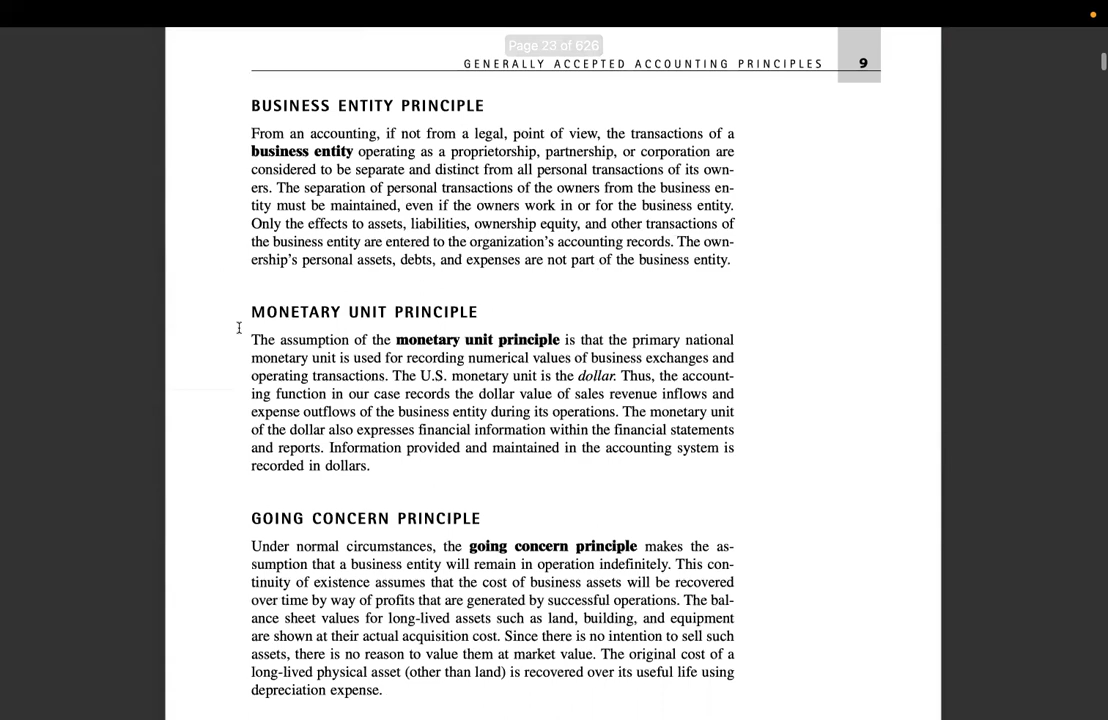 Page 23 of 626
GENERALLY ACCEPTED ACCOUNTING PRINCIPLES 9
BUSINESS ENTITY PRINCIPLE
From an accounting, if not from a legal, point of view, the transactions of a
business entity operating as a proprietorship, partnership, or corporation are
considered to be separate and distinct from all personal transactions of its own-
ers. The separation of personal transactions of the owners from the business en-
tity must be maintained, even if the owners work in or for the business entity.
Only the effects to assets, liabilities, ownership equity, and other transactions of
the business entity are entered to the organization's accounting records. The own-
ership's personal assets, debts, and expenses are not part of the business entity.
MONETARY UNIT PRINCIPLE
The assumption of the monetary unit principle is that the primary national
monetary unit is used for recording numerical values of business exchanges and
operating transactions. The U.S. monetary unit is the dollar. Thus, the account-
ing function in our case records the dollar value of sales revenue inflows and
expense outflows of the business entity during its operations. The monetary unit
of the dollar also expresses financial information within the financial statements
and reports. Information provided and maintained in the accounting system is
recorded in dollars.
GOING CONCERN PRINCIPLE
Under normal circumstances, the going concern principle makes the as-
sumption that a business entity will remain in operation indefinitely. This con-
tinuity of existence assumes that the cost of business assets will be recovered
over time by way of profits that are generated by successful operations. The bal-
ance sheet values for long-lived assets such as land, building, and equipment
are shown at their actual acquisition cost. Since there is no intention to sell such
assets, there is no reason to value them at market value. The original cost of a
long-lived physical asset (other than land) is recovered over its useful life using
depreciation expense.